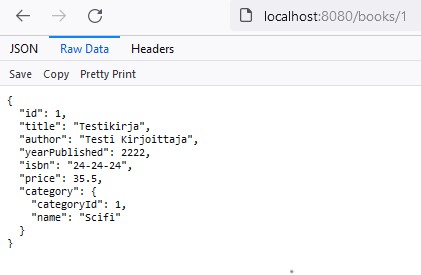 localhost:8080/books/1
JSON Raw Data Headers
Save Copy Pretty Print
{
  "id": 1,
  "title": "Testikirja",
  "author": "Testi Kirjoittaja",
  "yearPublished": 2222,
  "isbn": "24-24-24",
  "price": 35.5,
  "category": {
    "categoryId": 1,
    "name": "Scifi"
  }
}